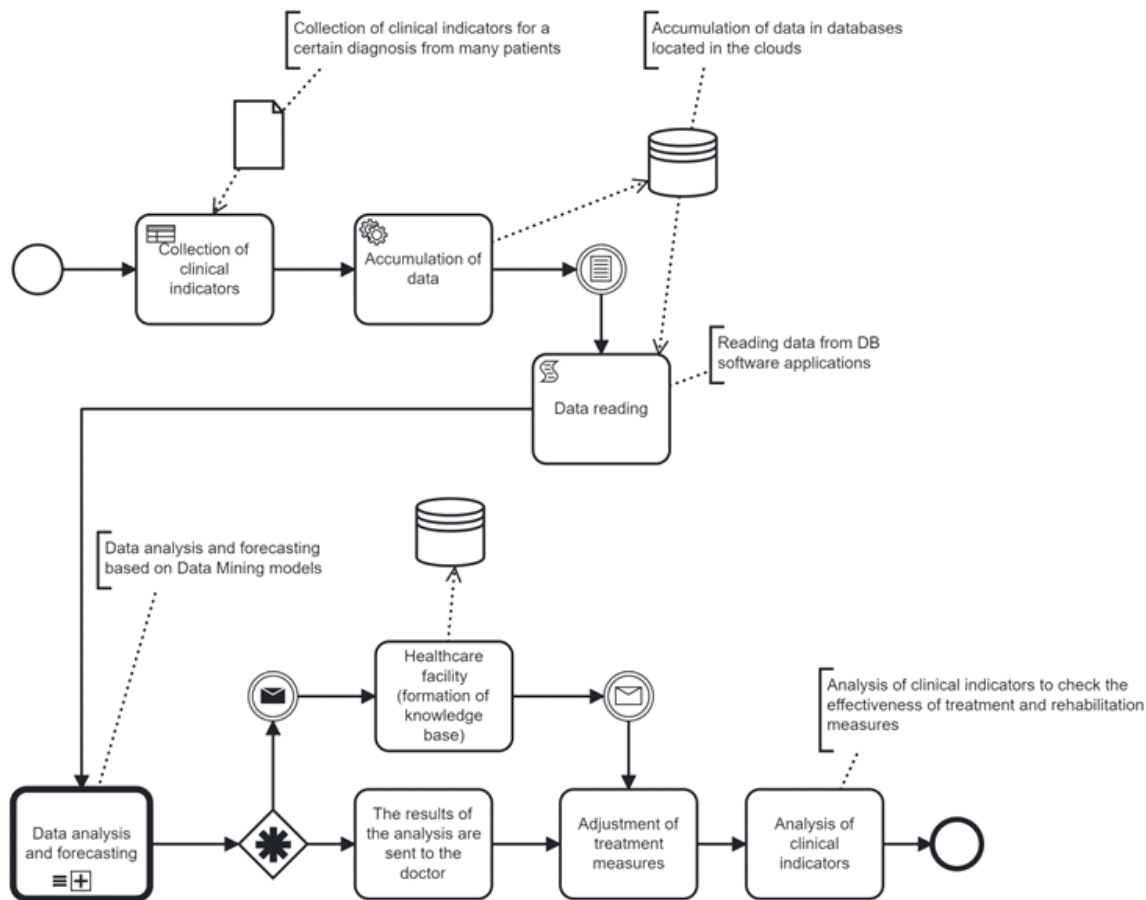 Collection of clinical indicators for a
certain diagnosis from many patients
Accumulation of data in databases
located in the clouds
Collection of
clinical
indicators
Accumulation of
data
Reading data from DB
software applications
Data reading
Data analysis and forecasting
based on Data Mining models
Healthcare
facility
(formation of
knowledge
base)
Analysis of clinical indicators to check the
effectiveness of treatment and rehabilitation
measures
Data analysis
and forecasting
The results of
the analysis are
sent to the
doctor
Adjustment of
treatment
measures
Analysis of
clinical
indicators